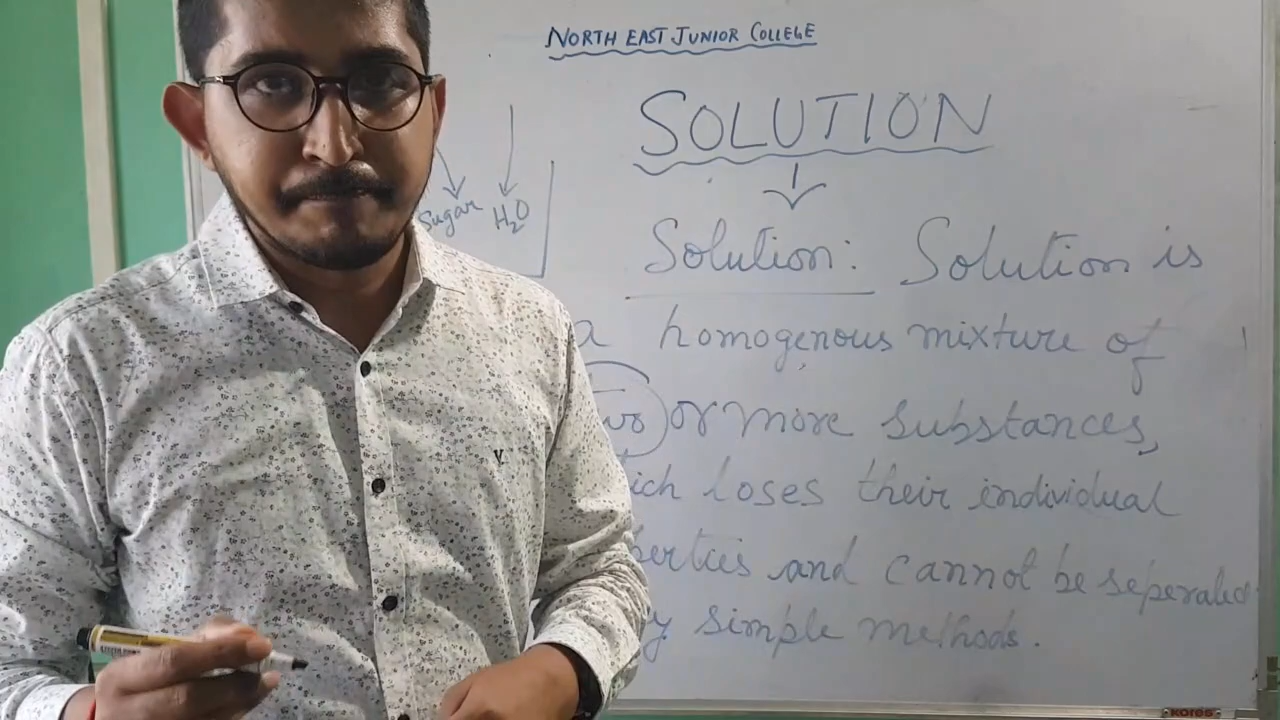 NORTH EAST JUNIOR COLLEGE
SOLUTION
Sugar H2O
Solution: Solution is
a homogenous mixture of
or more substances,
loses their individual
and cannot be seperated
simple methods.
V
kores